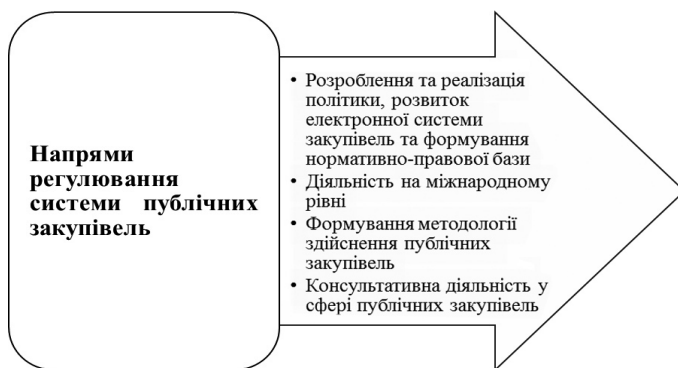 Напрями
регулювання
системи публічних
закупівель
• Розроблення та реалізація
політики, розвиток
електронної системи
закупівель та формування
нормативно-правової бази
• Діяльність на міжнародному
рівні
• Формування методології
здійснення публічних
закупівель
• Консультативна діяльність у
сфері публічних закупівель